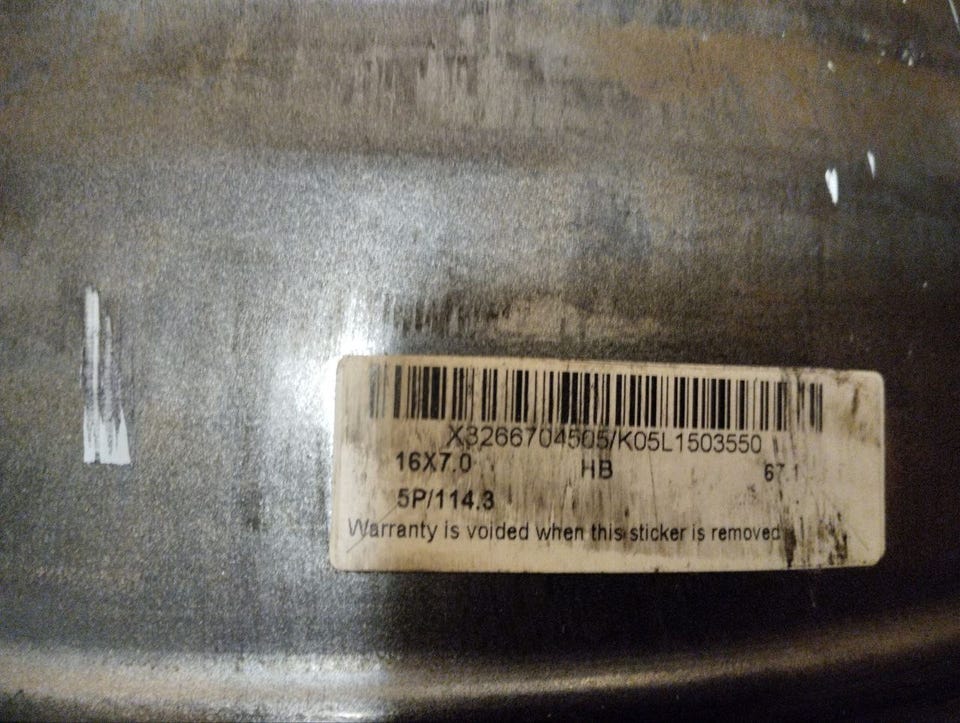 X3266704505/K05L1503550
16X7.0 HB 67.1
5P/114.3
Warranty is voided when this sticker is removed